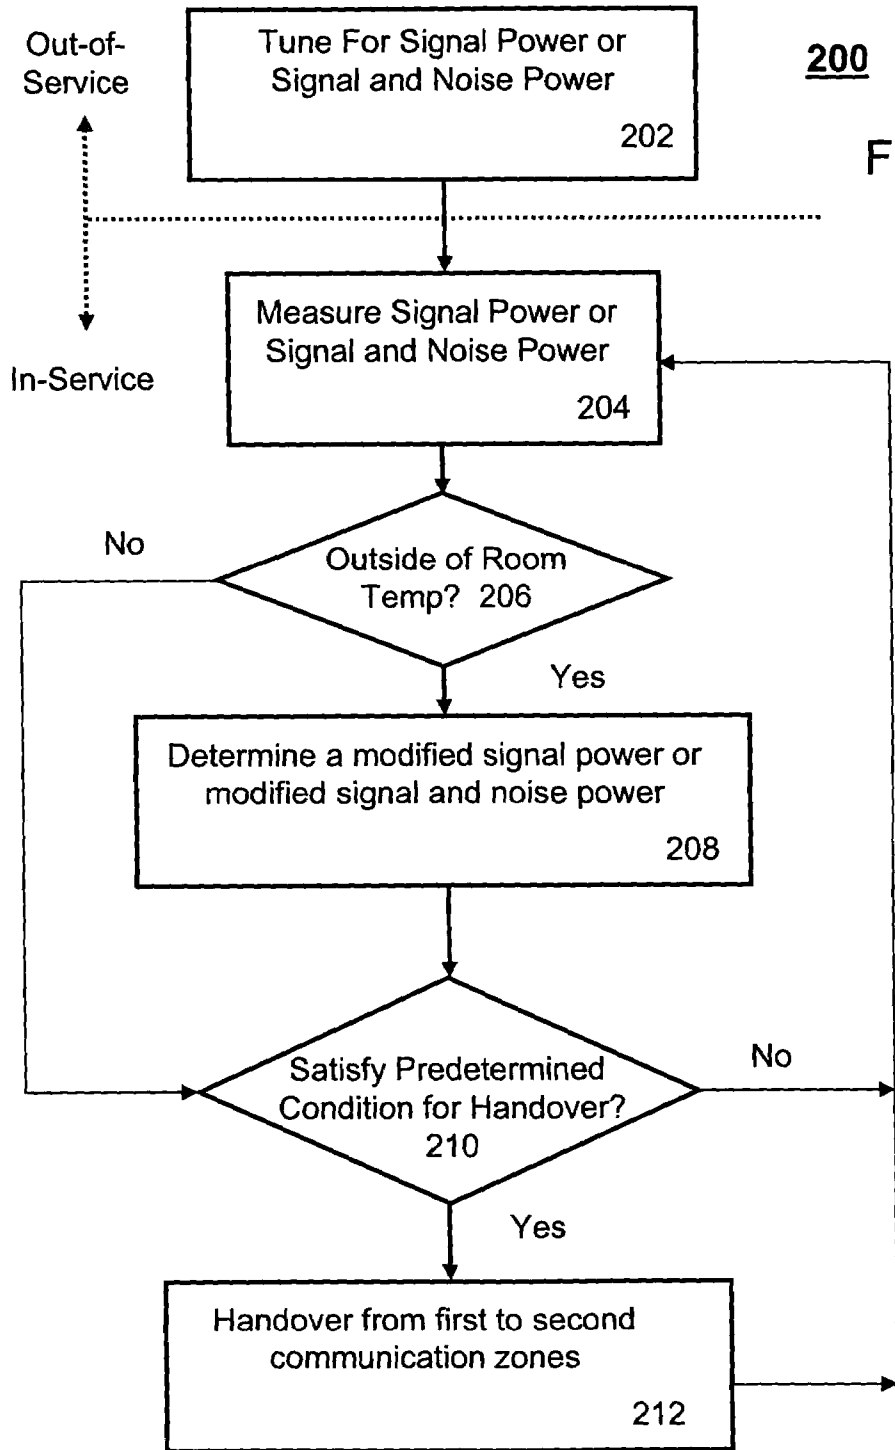 Out-of-
Service
Tune For Signal Power or
Signal and Noise Power
202
200
F
In-Service
Measure Signal Power or
Signal and Noise Power
204
No
Outside of Room
Temp? 206
Yes
Determine a modified signal power or
modified signal and noise power
208
Satisfy Predetermined
Condition for Handover?
210
No
Yes
Handover from first to second
communication zones
212